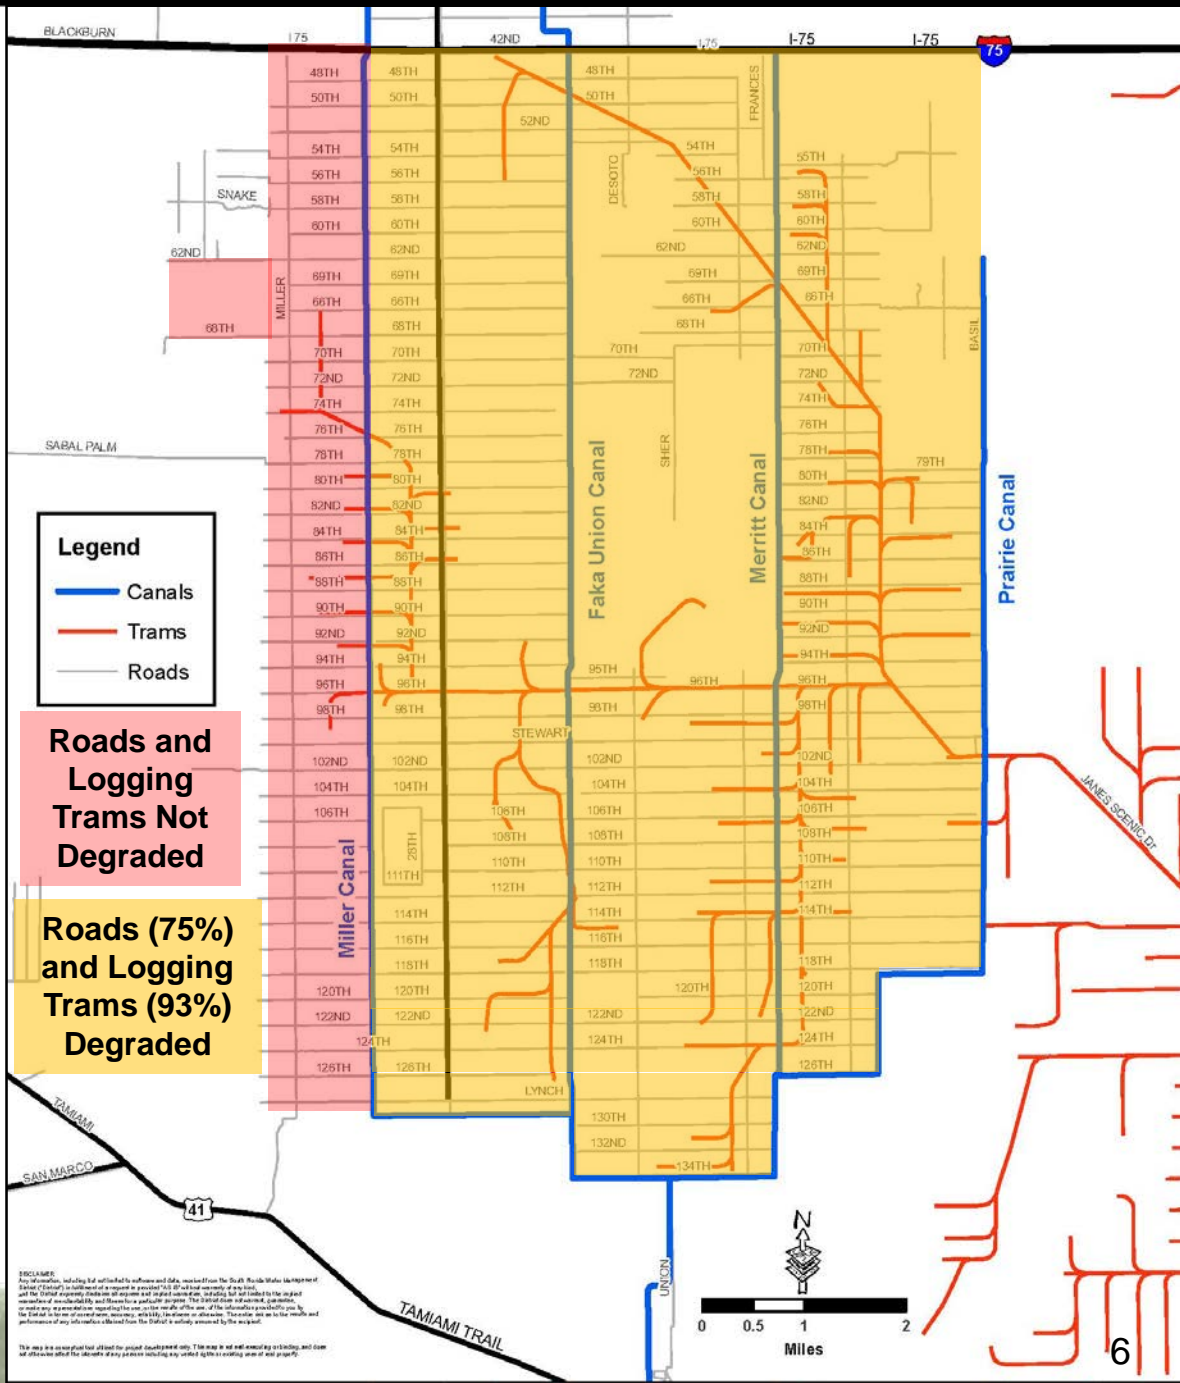 BLACKBURN
I 75
42ND
I-75
I-75
I-75
75
48TH
48TH
48TH
50TH
50TH
50TH
52ND
FRANCES
54TH
54TH
54TH
55TH
56TH
56TH
56TH
DESOTO
SNAKE
58TH
58TH
58TH
58TH
60TH
60TH
60TH
60TH
62ND
62ND
62ND
62ND
69TH
69TH
69TH
69TH
MILLER
66TH
66TH
66TH
66TH
68TH
68TH
68TH
BASIL
70TH
70TH
70TH
70TH
72ND
72ND
72ND
72ND
74TH
74TH
74TH
76TH
76TH
76TH
SABAL PALM
78TH
78TH
78TH
SHER
79TH
80TH
80TH
80TH
82ND
82ND
82ND
84TH
84TH
84TH
86TH
86TH
86TH
88TH
88TH
88TH
90TH
90TH
90TH
92ND
92ND
92ND
94TH
94TH
94TH
95TH
96TH
96TH
96TH
96TH
98TH
98TH
98TH
98TH
STEWART
102ND
102ND
102ND
102ND
104TH
104TH
104TH
104TH
106TH
106TH
106TH
106TH
108TH
108TH
108TH
28TH
110TH
110TH
110TH
111TH
112TH
112TH
112TH
114TH
114TH
114TH
116TH
116TH
118TH
118TH
118TH
120TH
120TH
120TH
120TH
122ND
122ND
122ND
122ND
124TH
124TH
124TH
126TH
126TH
126TH
LYNCH
130TH
132ND
134TH
Miller Canal
Faka Union Canal
Merritt Canal
Prairie Canal
JANES SCENIC Dr
Legend
Canals
Trams
Roads
Roads and
Logging
Trams Not
Degraded
Roads (75%)
and Logging
Trams (93%)
Degraded
TAMIAMI
SAN MARCO
41
TAMIAMI TRAIL
UNION
N
0 0.5 1 2
Miles
6
DISCLAIMER